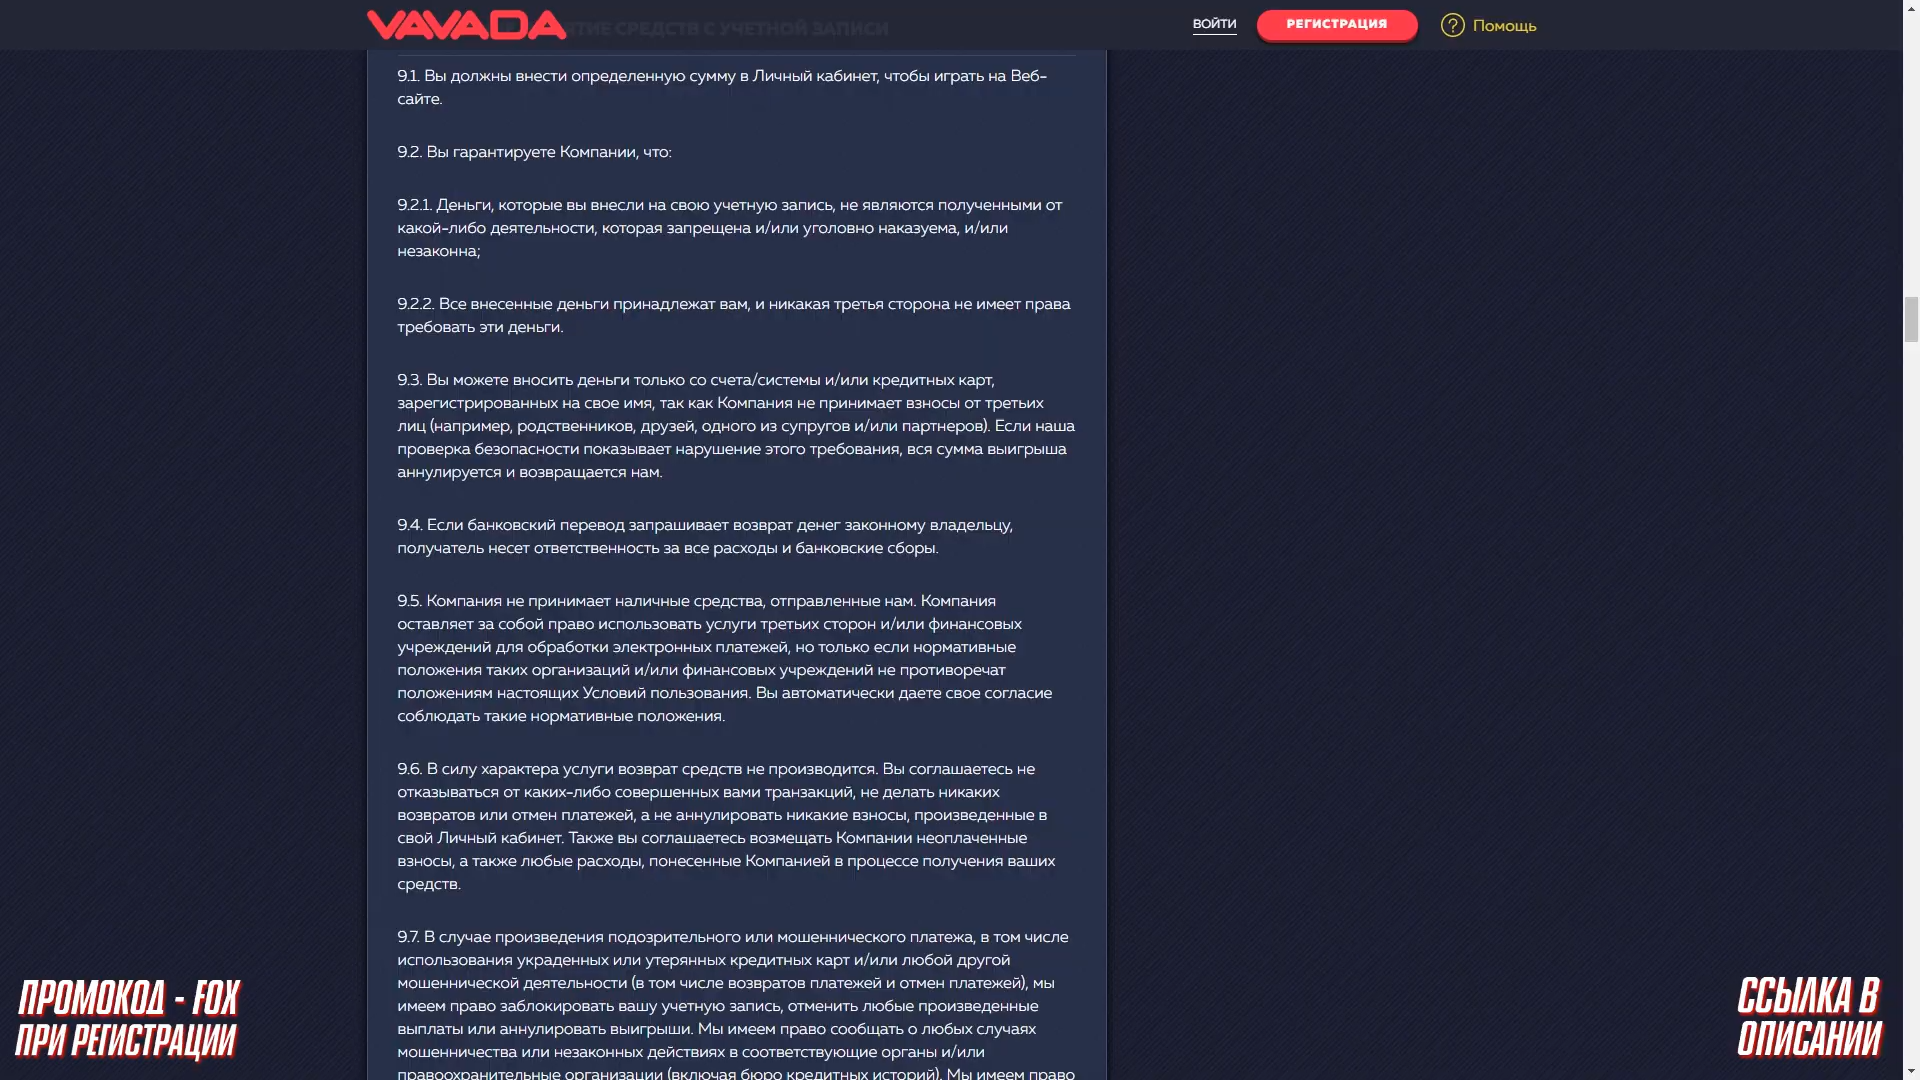 VAVADA
ТИЕ СРЕДСТВ С УЧЕТНОЙ ЗАПИСИ
ВОЙТИ
РЕГИСТРАЦИЯ
? Помощь
9.1. Вы должны внести определенную сумму в Личный кабинет, чтобы играть на Веб-
сайте.
9.2. Вы гарантируете Компании, что:
9.2.1. Деньги, которые вы внесли на свою учетную запись, не являются полученными от
какой-либо деятельности, которая запрещена и/или уголовно наказуема, и/или
незаконна;
9.2.2. Все внесенные деньги принадлежат вам, и никакая третья сторона не имеет права
требовать эти деньги.
9.3. Вы можете вносить деньги только со счета/системы и/или кредитных карт,
зарегистрированных на свое имя, так как Компания не принимает взносы от третьих
лиц (например, родственников, друзей, одного из супругов и/или партнеров). Если наша
проверка безопасности показывает нарушение этого требования, вся сумма выигрыша
аннулируется и возвращается нам.
9.4. Если банковский перевод запрашивает возврат денег законному владельцу,
получатель несет ответственность за все расходы и банковские сборы.
9.5. Компания не принимает наличные средства, отправленные нам. Компания
оставляет за собой право использовать услуги третьих сторон и/или финансовых
учреждений для обработки электронных платежей, но только если нормативные
положения таких организаций и/или финансовых учреждений не противоречат
положениям настоящих Условий пользования. Вы автоматически даете свое согласие
соблюдать такие нормативные положения.
9.6. В силу характера услуги возврат средств не производится. Вы соглашаетесь не
отказываться от каких-либо совершенных вами транзакций, не делать никаких
возвратов или отмен платежей, а не аннулировать никакие взносы, произведенные в
свой Личный кабинет. Также вы соглашаетесь возмещать Компании неоплаченные
взносы, а также любые расходы, понесенные Компанией в процессе получения ваших
средств.
9.7. В случае произведения подозрительного или мошеннического платежа, в том числе
использования украденных или утерянных кредитных карт и/или любой другой
мошеннической деятельности (в том числе возвратов платежей и отмен платежей), мы
имеем право заблокировать вашу учетную запись, отменить любые произведенные
выплаты или аннулировать выигрыши. Мы имеем право сообщать о любых случаях
мошенничества или незаконных действиях в соответствующие органы и/или
правоохранительные организации (включая бюро кредитных историй). Мы имеем право
ПРОМОКОД - FOX
ПРИ РЕГИСТРАЦИИ
ССЫЛКА В
ОПИСАНИИ